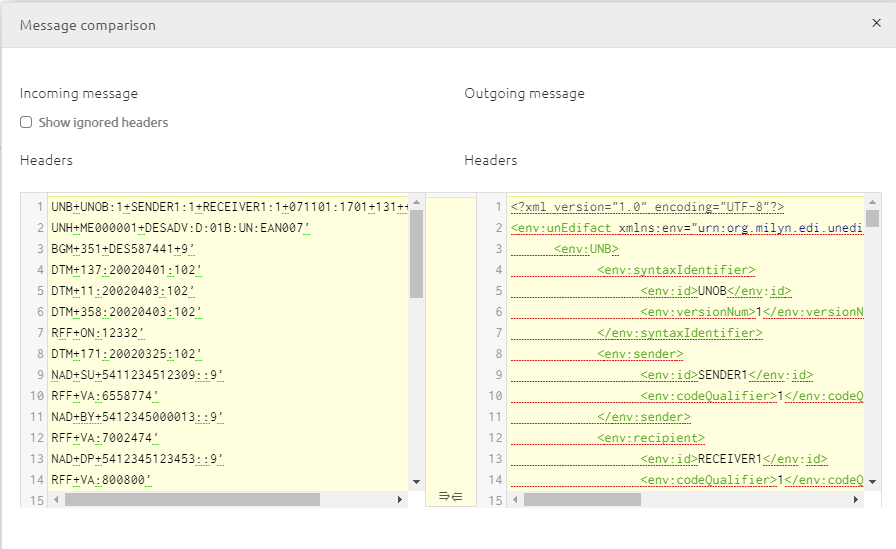 Message comparison
×
Incoming message
Outgoing message
Show ignored headers
Headers
Headers
1 UNB+UNOB:1+SENDER1:1+RECEIVER1:1+071101:1701+131+
2 UNH+ME000001+DESADV:D:01B:UN:EAN007'
3 BGM+351+DES587441+9'
4 DTM+137:20020401:102'
5 DTM+11:20020403:102'
6 DTM+358:20020403:102'
7 RFF+ON:12332'
8 DTM+171:20020325:102'
9 NAD+SU+5411234512309::9'
10 RFF+VA:6558774'
11 NAD+BY+5412345000013::9'
12 RFF+VA:7002474'
13 NAD+DP+5412345123453::9'
14 RFF+VA:800800'
15
1 <?xml version="1.0" encoding="UTF-8"?>
2 <env:unEdifact xmlns:env="urn:org.milyn.edi.unedi
3 <env:UNB>
4 <env:syntaxIdentifier>
5 <env:id>UNOB</env:id>
6 <env:versionNum>1</env:versionN
7 </env:syntaxIdentifier>
8 <env:sender>
9 <env:id>SENDER1</env:id>
10 <env:codeQualifier>1</env:codeQ
11 </env:sender>
12 <env:recipient>
13 <env:id>RECEIVER1</env:id>
14 <env:codeQualifier>1</env:codeQ
15